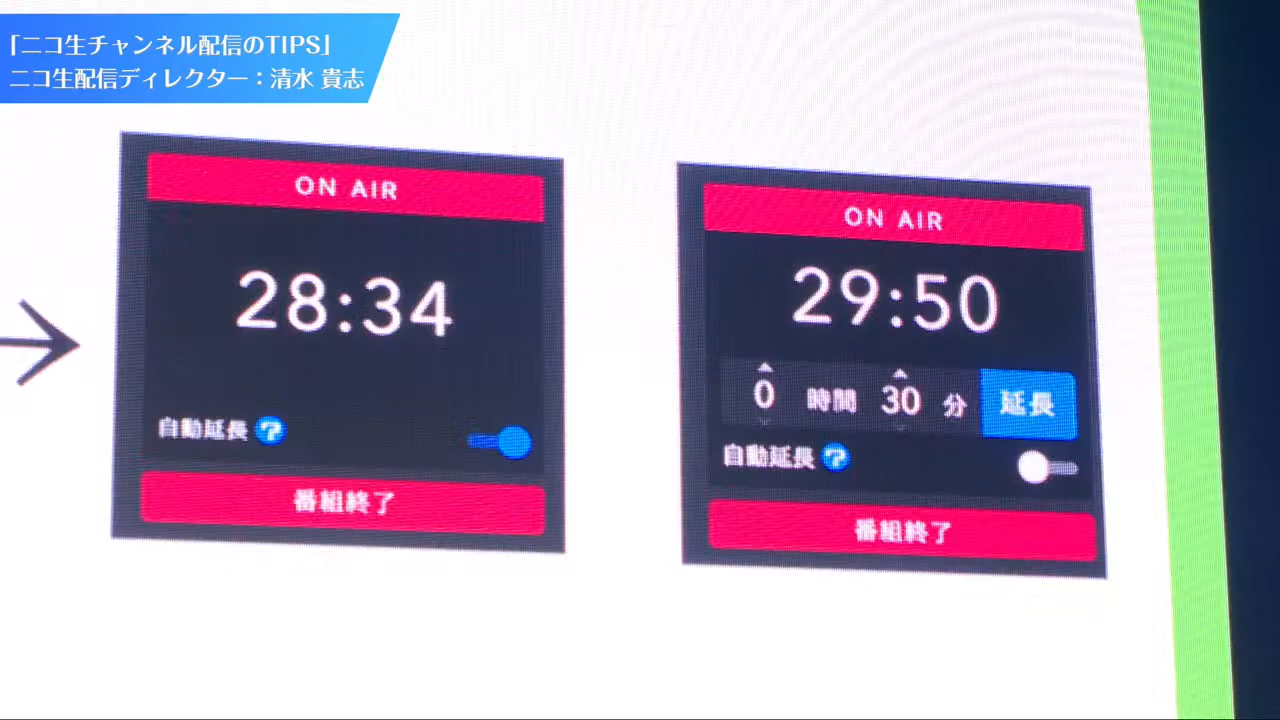 「ニコ生チャンネル配信のTIPS」
ニコ生配信ディレクター：清水 貴志
ON AIR
28:34
自動延長 ?
番組終了
ON AIR
29:50
0 時間 30 分 延長
自動延長 ?
番組終了